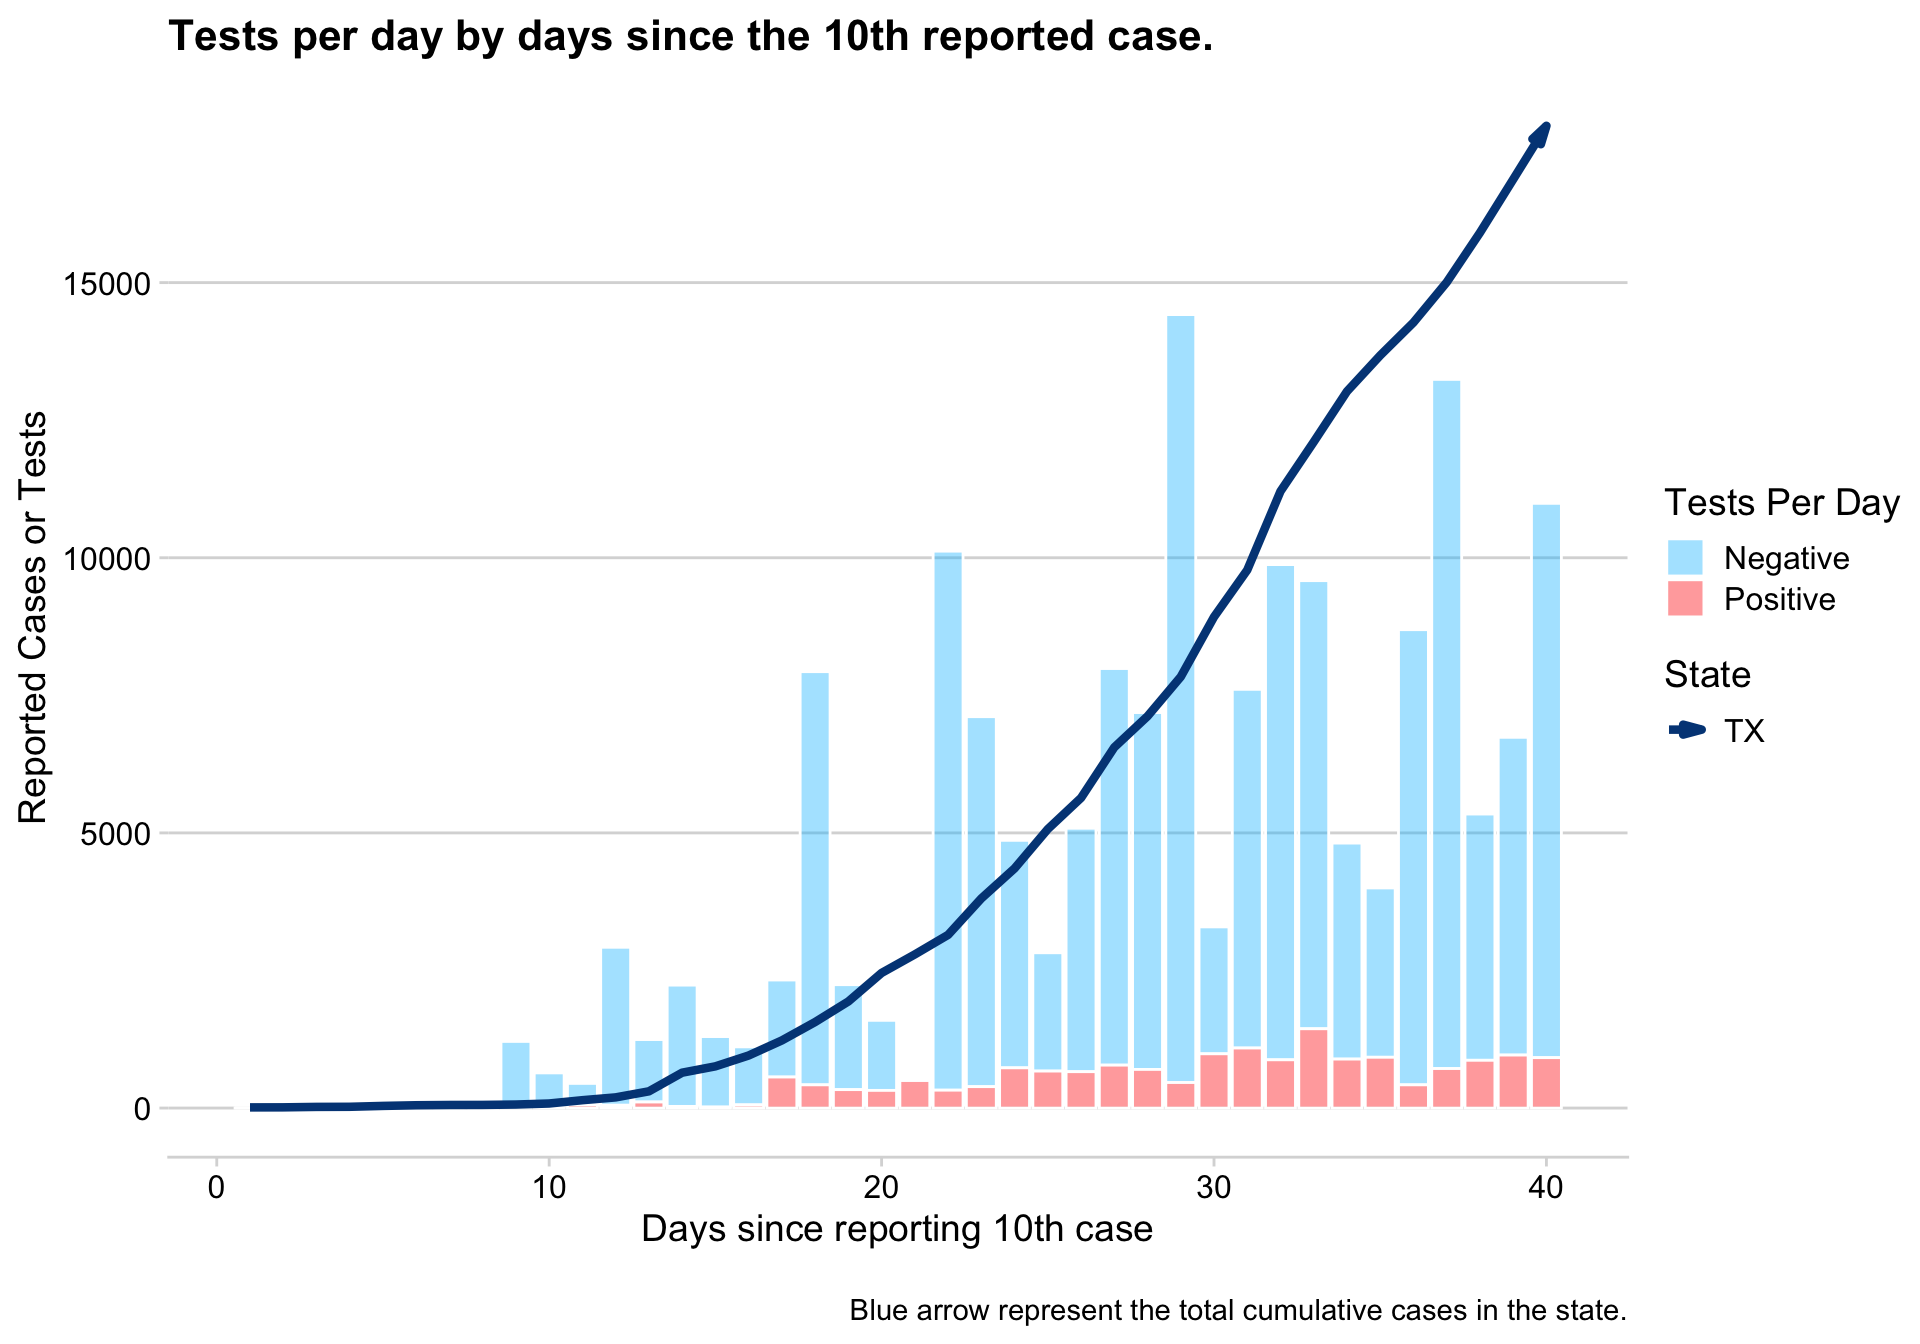 Tests per day by days since the 10th reported case.
Reported Cases or Tests
15000
10000
5000
0
0 10 20 30 40
Days since reporting 10th case
Tests Per Day
Negative
Positive
State
TX
Blue arrow represent the total cumulative cases in the state.